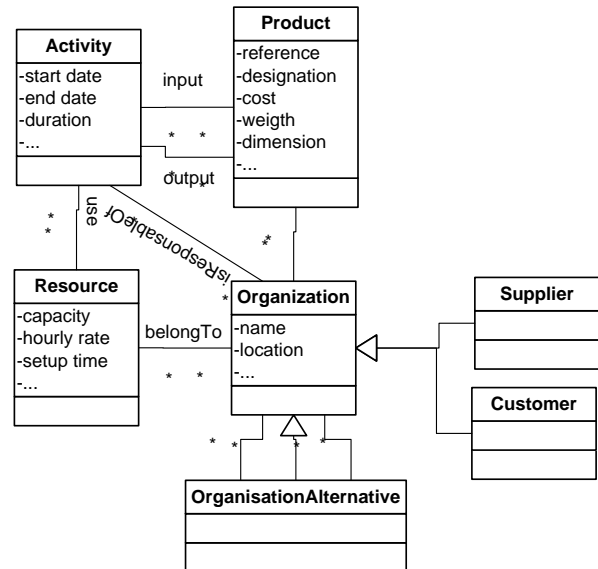 Product
-reference
-designation
-cost
-weigth
-dimension
-...
Activity
-start date
-end date
-duration
-...
input
* *
output
* *
use
*
*
isResponsableOf
*
*
*
*
Resource
-capacity
-hourly rate
-setup time
-...
belongTo
* *
Organization
-name
-location
-...
Supplier
Customer
* * * *
OrganisationAlternative